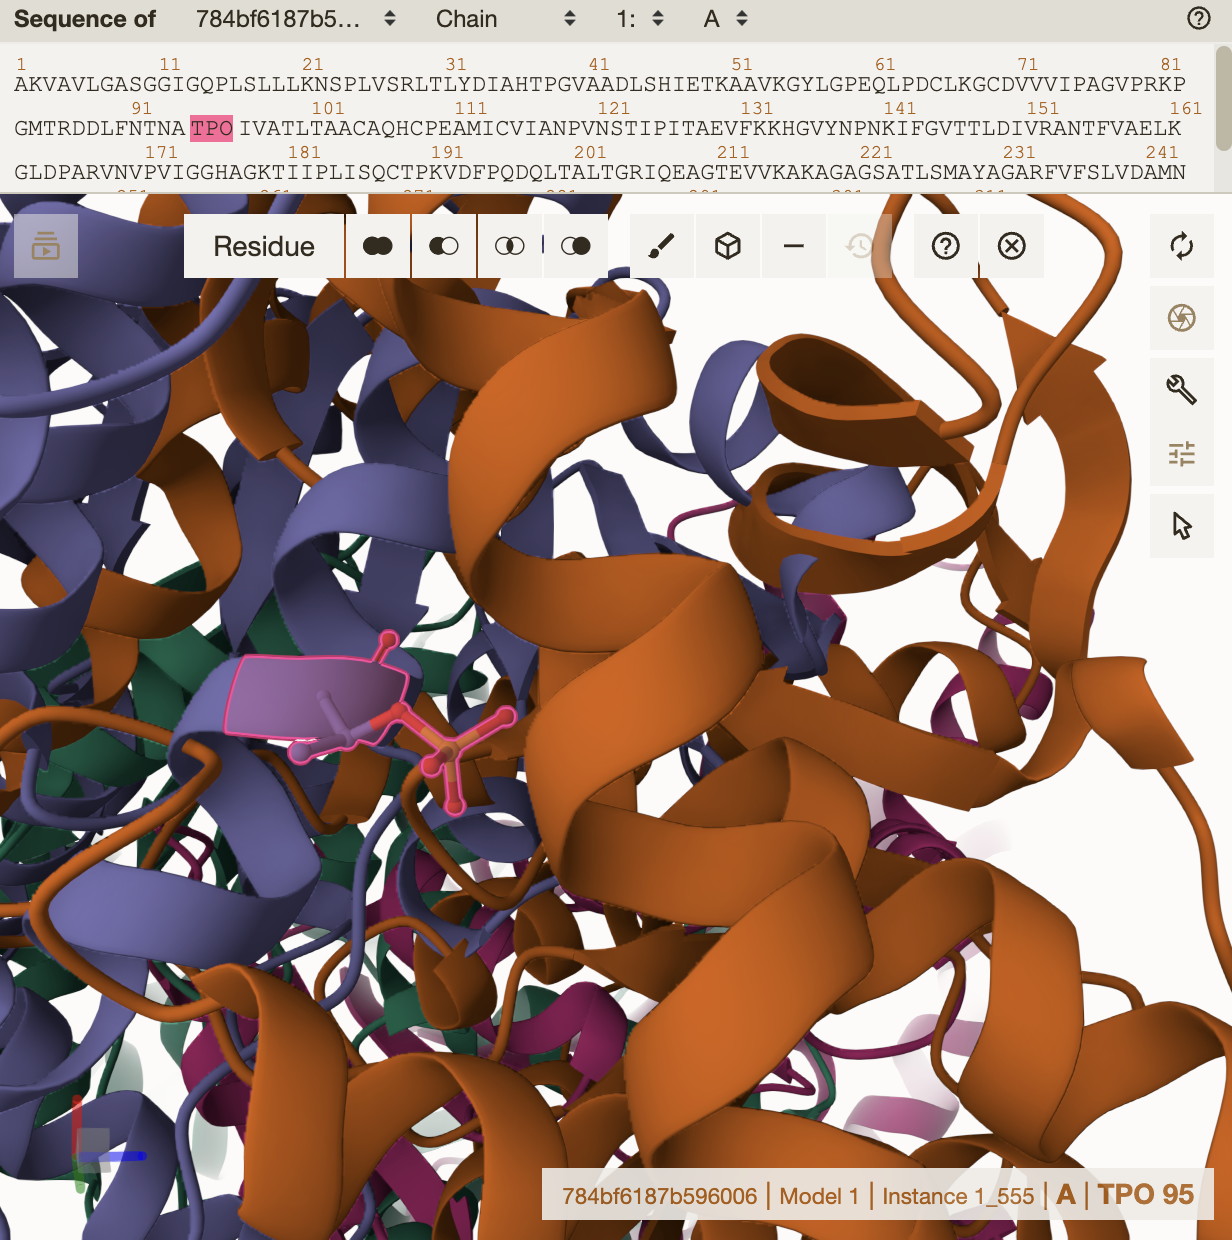 Sequence of 784bf6187b5... Chain 1: A
1 11 21 31 41 51 61 71 81
AKVAVLGASGGIGQPLSLLLKNSPLVSRLTLYDIAHTPGVAADLSHIETKAAVKGYLGPEQLPDCLKGCDVVVIPAGVPRKP
91 101 111 121 131 141 151 161
GMTRDDLFNTNA TPO IVATLTAACAQHCPEAMICVIANPVNSTIPITAEVFKKHGVYNPNKIFGVTTLDIVRANTFVAELK
171 181 191 201 211 221 231 241
GLDPARVNVPVIGGHAGKTIIPLISQCTPKVDFPQDQLTALTGRIQEAGTEVVKAKAGAGSATLSMAYAGARFVFSLVDAMN
Residue
784bf6187b596006 | Model 1 | Instance 1_555 | A | TPO 95